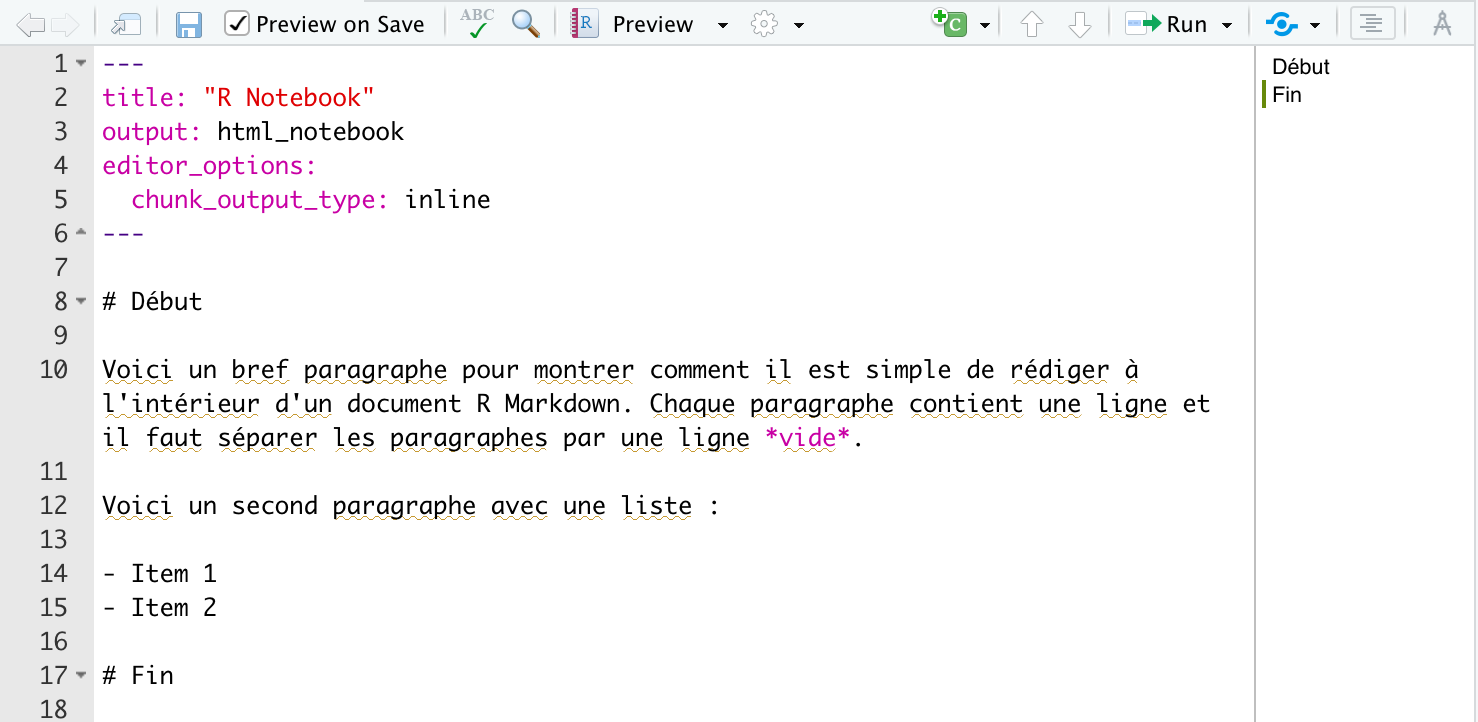 Preview on Save ABC R Preview C Run
1 ---
2 title: "R Notebook"
3 output: html_notebook
4 editor_options:
5   chunk_output_type: inline
6 ---
7
8 # Début
9
10 Voici un bref paragraphe pour montrer comment il est simple de rédiger à
l'intérieur d'un document R Markdown. Chaque paragraphe contient une ligne et
il faut séparer les paragraphes par une ligne *vide*.
11
12 Voici un second paragraphe avec une liste :
13
14 - Item 1
15 - Item 2
16
17 # Fin
18
Début
Fin